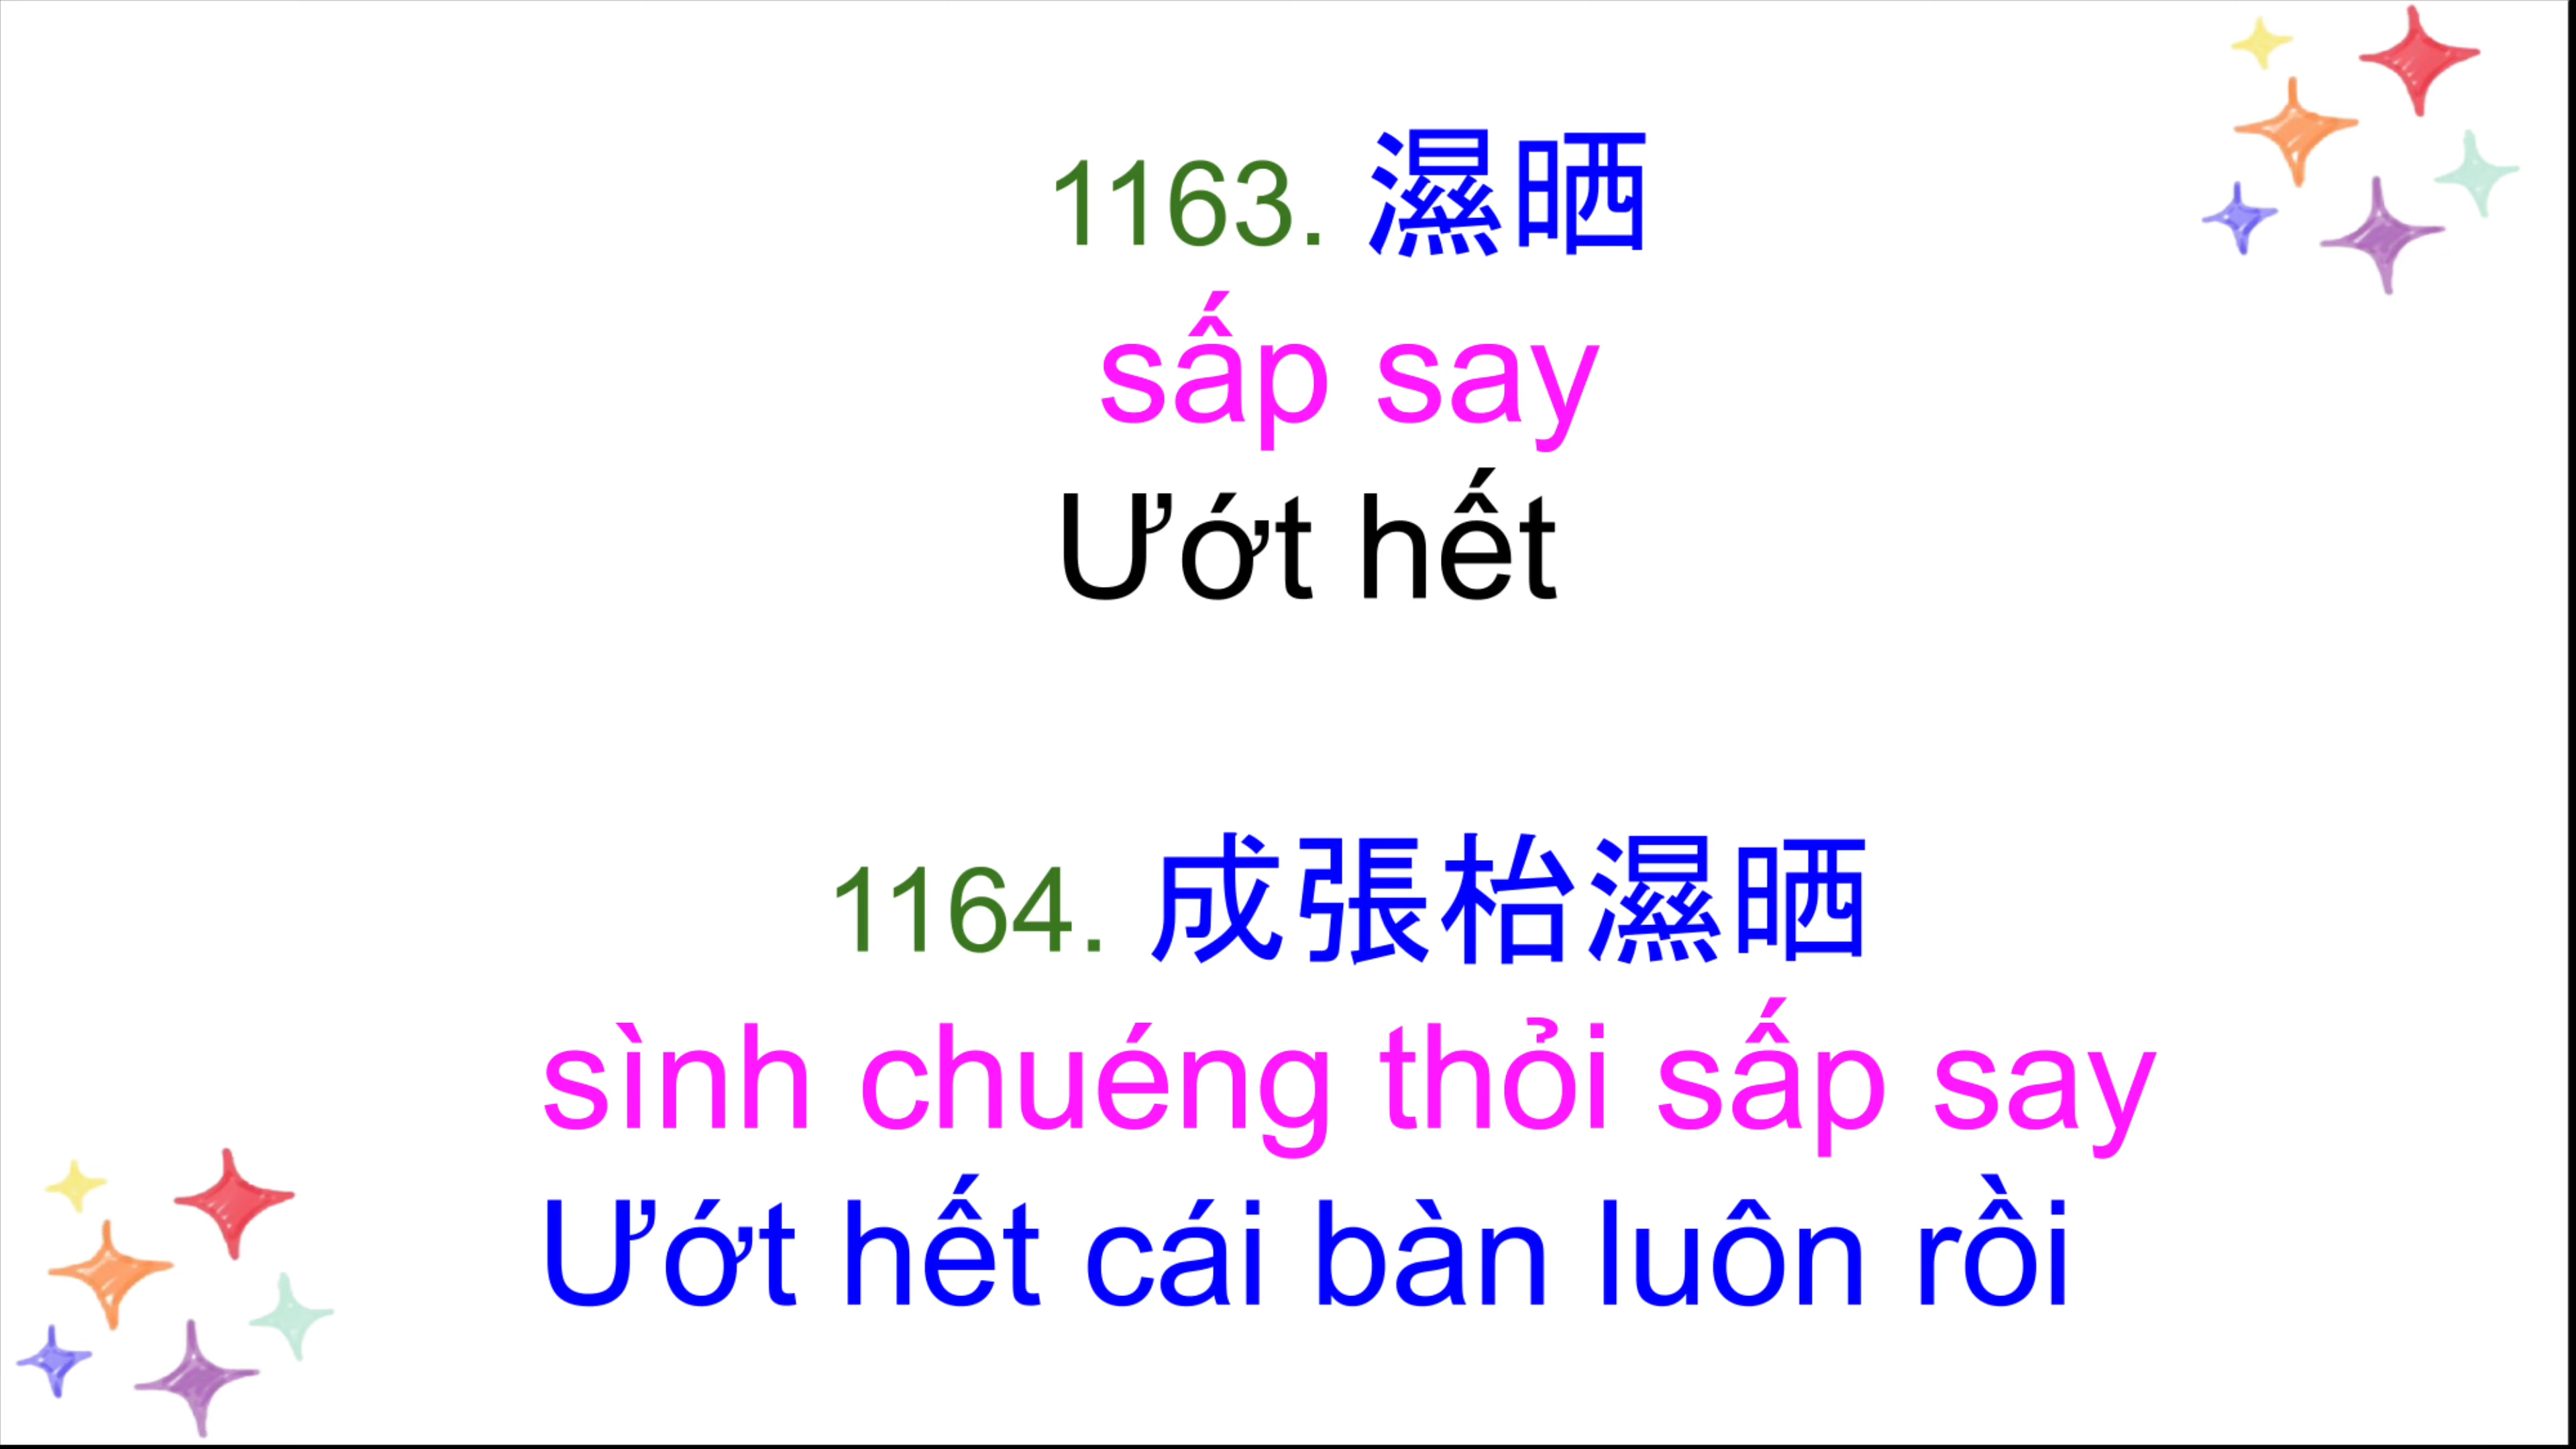 1163. 濕晒
sấp say
Ướt hết
1164. 成張枱濕晒
sình chuéng thỏi sấp say
Ướt hết cái bàn luôn rồi